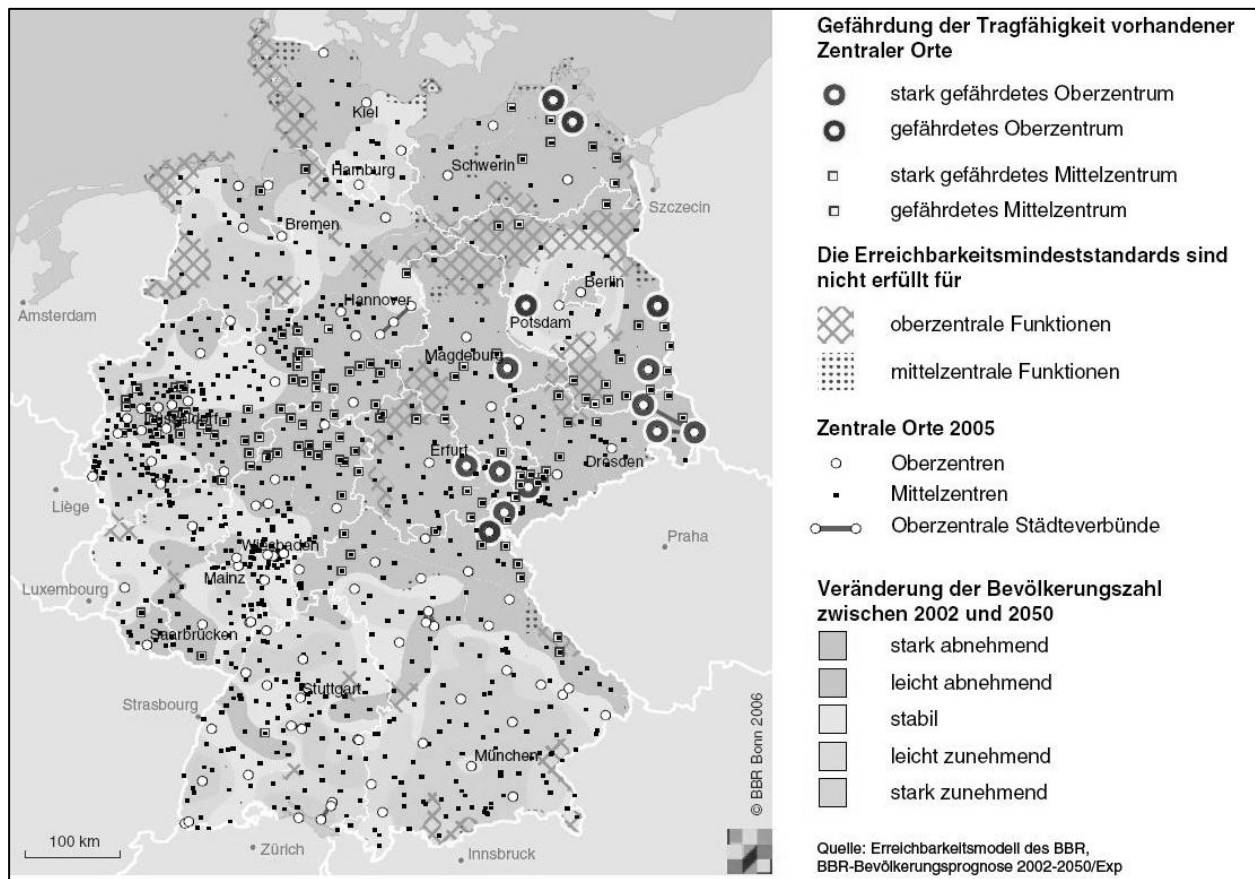 Kiel
Hamburg
Schwerin
Szczecin
Bremen
Amsterdam
Hannover
Berlin
Potsdam
Magdeburg
Düsseldorf
Erfurt
Dresden
Liège
Praha
Wiesbaden
Mainz
Luxembourg
Saarbrücken
Stuttgart
Strasbourg
München
100 km
Zürich
Innsbruck
© BBR Bonn 2006
Gefährdung der Tragfähigkeit vorhandener
Zentraler Orte
stark gefährdetes Oberzentrum
gefährdetes Oberzentrum
stark gefährdetes Mittelzentrum
gefährdetes Mittelzentrum
Die Erreichbarkeitsmindeststandards sind
nicht erfüllt für
oberzentrale Funktionen
mittelzentrale Funktionen
Zentrale Orte 2005
Oberzentren
Mittelzentren
Oberzentrale Städteverbünde
Veränderung der Bevölkerungszahl
zwischen 2002 und 2050
stark abnehmend
leicht abnehmend
stabil
leicht zunehmend
stark zunehmend
Quelle: Erreichbarkeitsmodell des BBR,
BBR-Bevölkerungsprognose 2002-2050/Exp